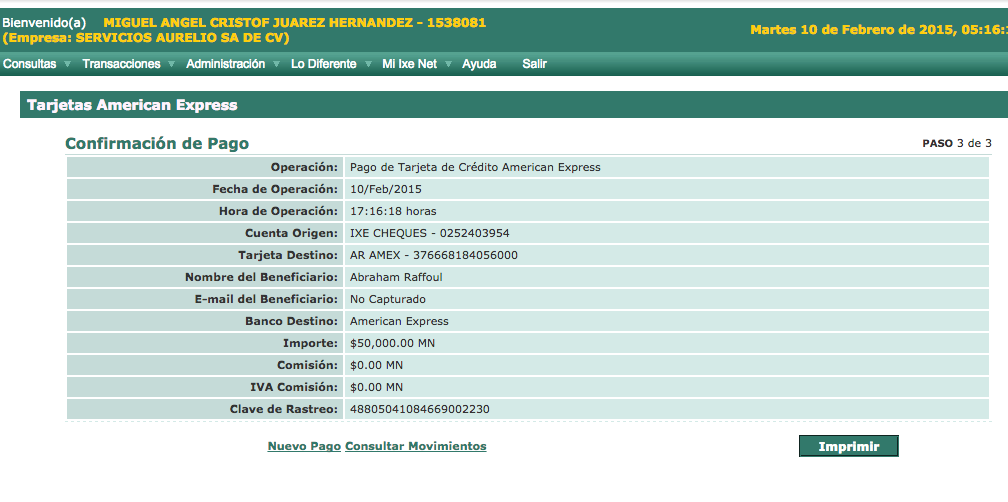 Bienvenido(a) MIGUEL ANGEL CRISTOF JUAREZ HERNANDEZ - 1538081
(Empresa: SERVICIOS AURELIO SA DE CV)
Martes 10 de Febrero de 2015, 05:16:
Consultas Transacciones Administración Lo Diferente Mi Ixe Net Ayuda Salir
Tarjetas American Express
Confirmación de Pago PASO 3 de 3
Operación: Pago de Tarjeta de Crédito American Express
Fecha de Operación: 10/Feb/2015
Hora de Operación: 17:16:18 horas
Cuenta Origen: IXE CHEQUES - 0252403954
Tarjeta Destino: AR AMEX - 376668184056000
Nombre del Beneficiario: Abraham Raffoul
E-mail del Beneficiario: No Capturado
Banco Destino: American Express
Importe: $50,000.00 MN
Comisión: $0.00 MN
IVA Comisión: $0.00 MN
Clave de Rastreo: 48805041084669002230
Nuevo Pago Consultar Movimientos Imprimir